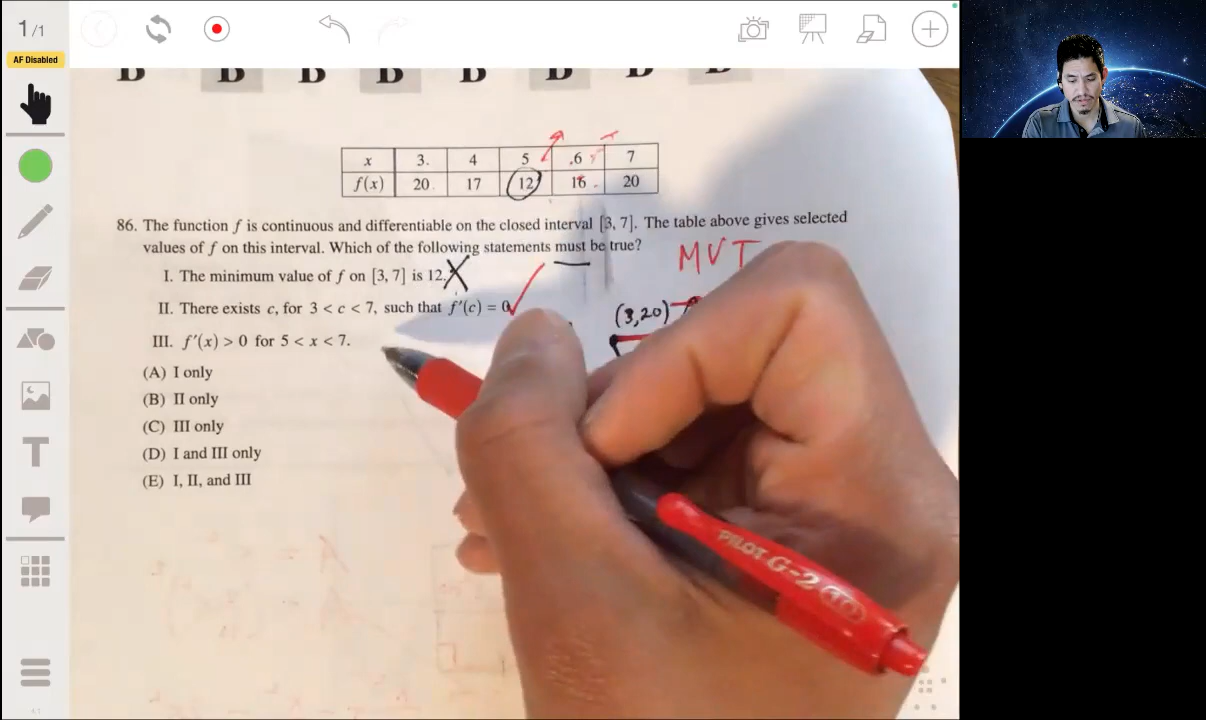 1/1
AF Disabled
B B B B B B B B
x 3. 4 5 .6 7
f(x) 20. 17 12 16 20
86. The function f is continuous and differentiable on the closed interval [3, 7]. The table above gives selected
values of f on this interval. Which of the following statements must be true?
MVT
I. The minimum value of f on [3, 7] is 12.
II. There exists c, for 3 < c < 7, such that f′(c) = 0
(3,20)
III. f′(x) > 0 for 5 < x < 7.
(A) I only
(B) II only
(C) III only
(D) I and III only
(E) I, II, and III
T
PILOT G-2 10